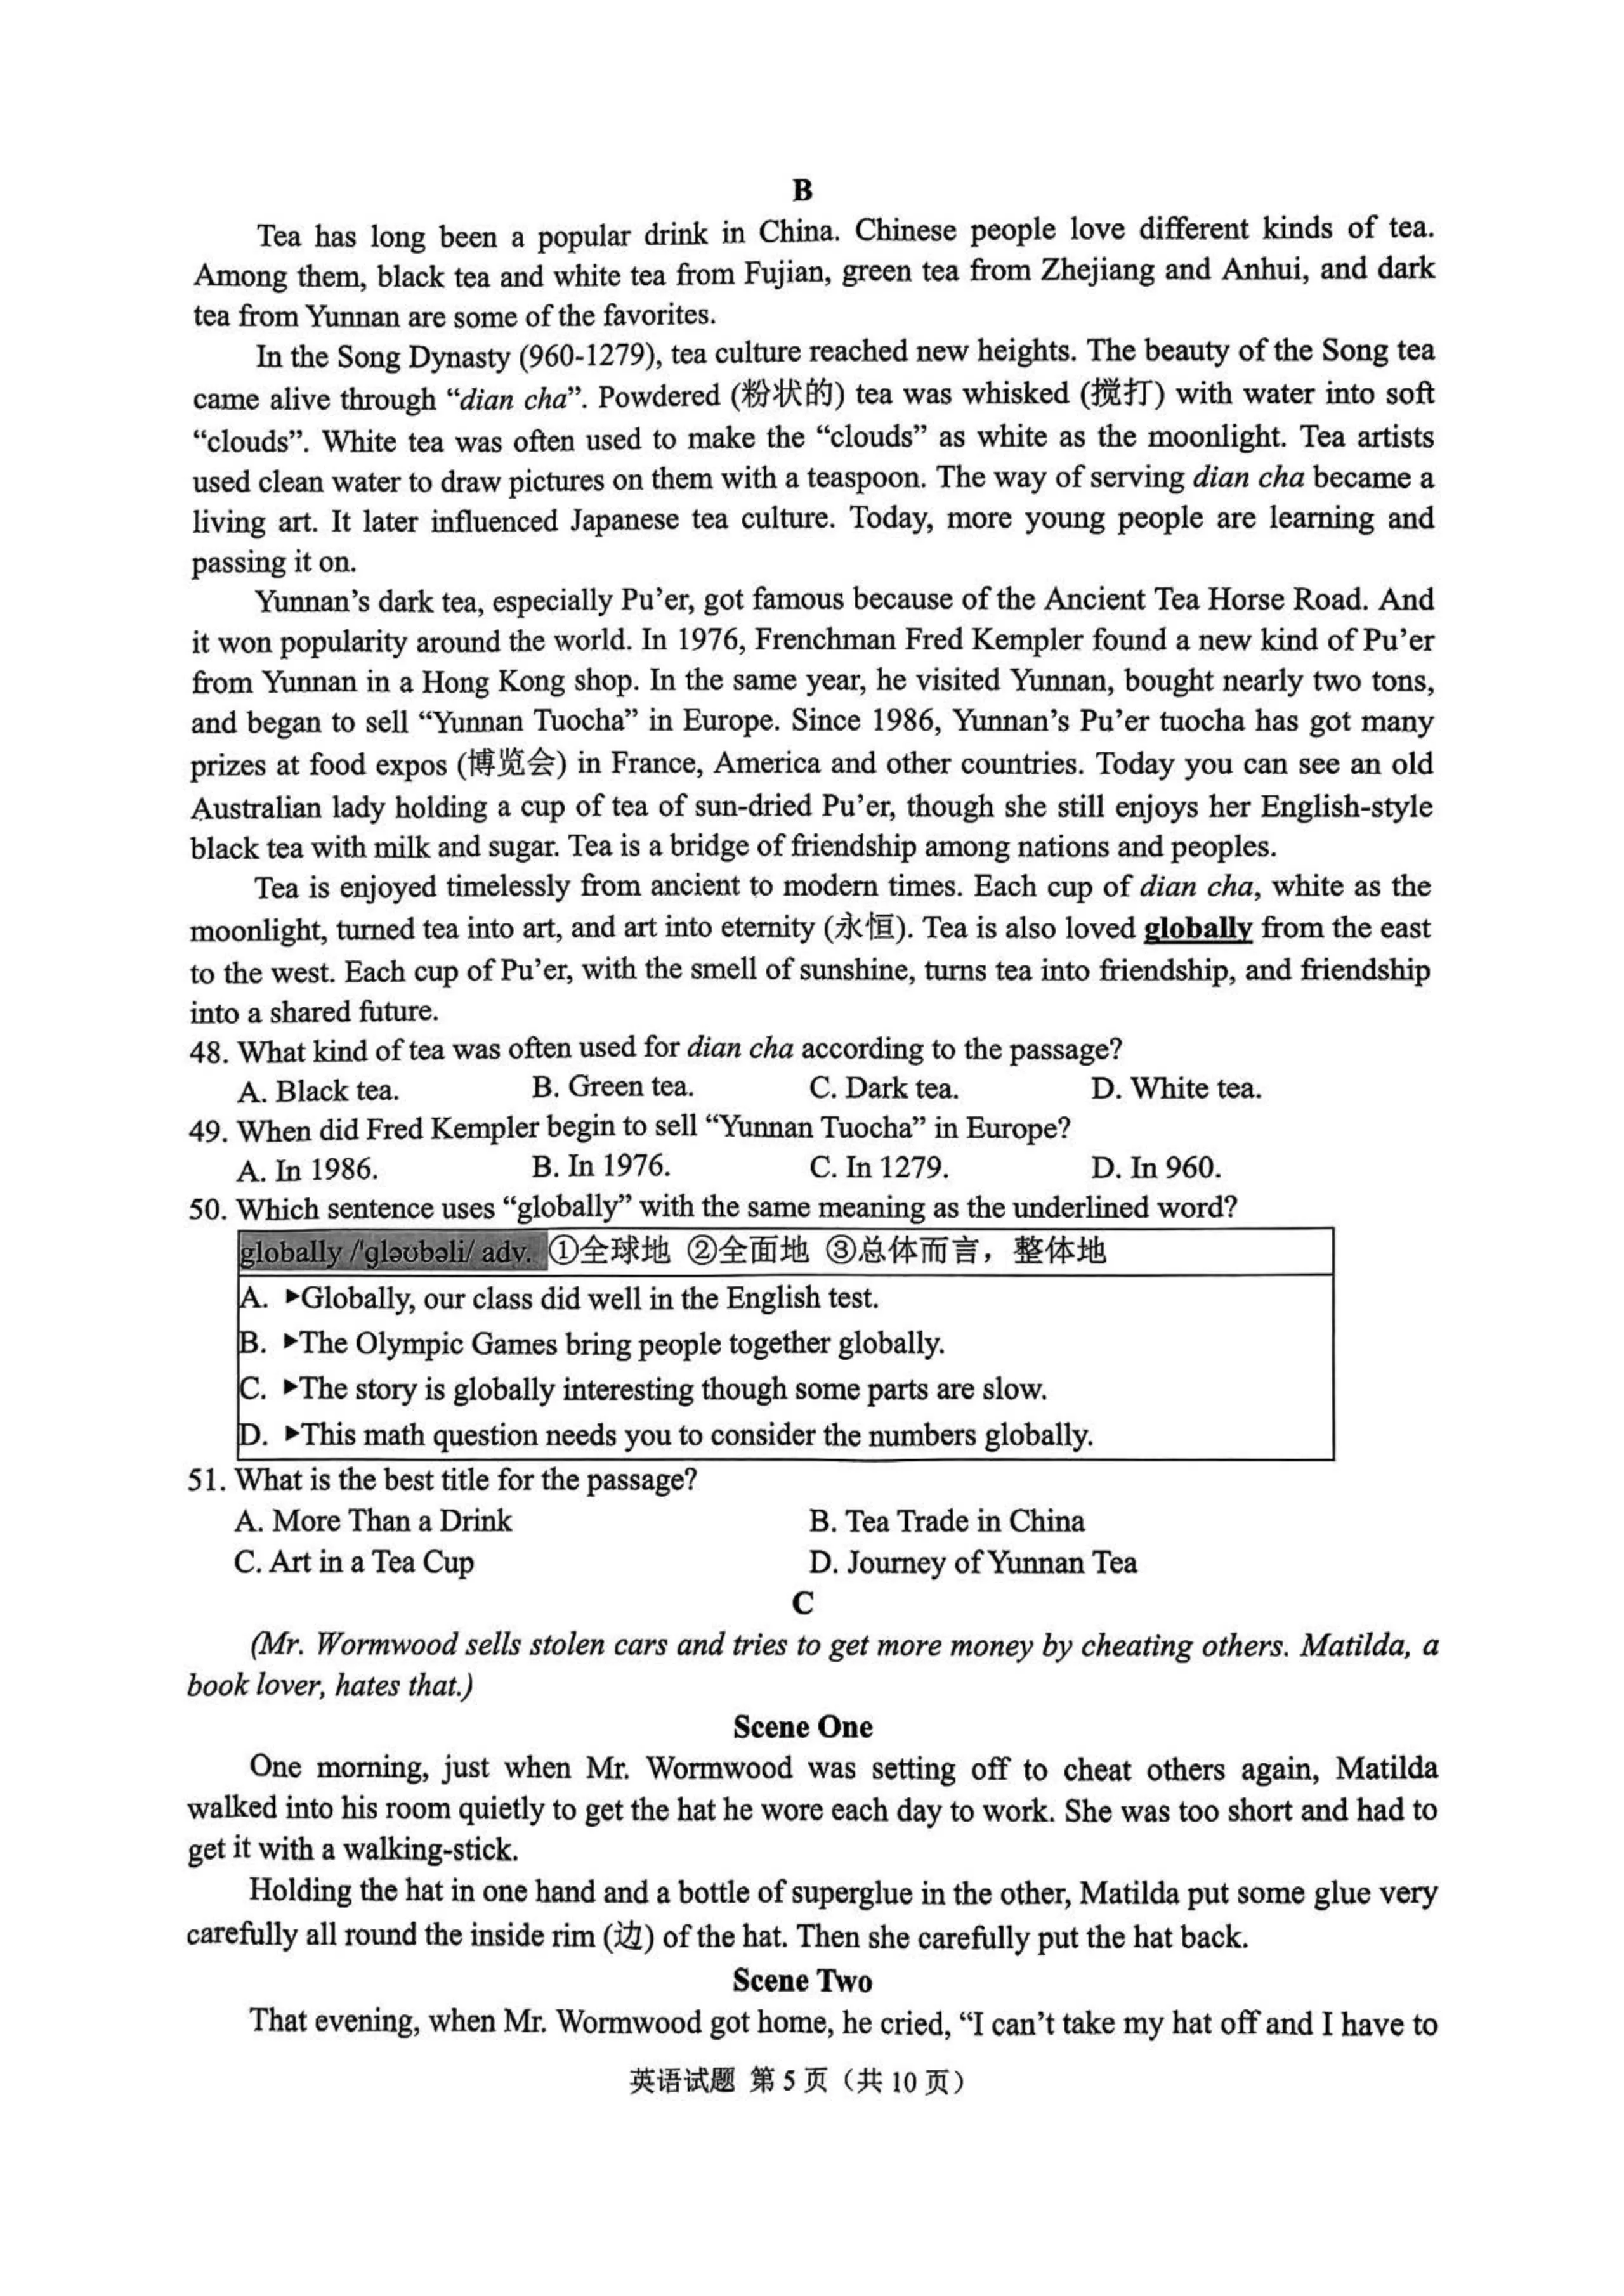 B
Tea has long been a popular drink in China. Chinese people love different kinds of tea.
Among them, black tea and white tea from Fujian, green tea from Zhejiang and Anhui, and dark
tea from Yunnan are some of the favorites.
In the Song Dynasty (960-1279), tea culture reached new heights. The beauty of the Song tea
came alive through “dian cha”. Powdered (粉状的) tea was whisked (搅打) with water into soft
“clouds”. White tea was often used to make the “clouds” as white as the moonlight. Tea artists
used clean water to draw pictures on them with a teaspoon. The way of serving dian cha became a
living art. It later influenced Japanese tea culture. Today, more young people are learning and
passing it on.
Yunnan’s dark tea, especially Pu’er, got famous because of the Ancient Tea Horse Road. And
it won popularity around the world. In 1976, Frenchman Fred Kempler found a new kind of Pu’er
from Yunnan in a Hong Kong shop. In the same year, he visited Yunnan, bought nearly two tons,
and began to sell “Yunnan Tuocha” in Europe. Since 1986, Yunnan’s Pu’er tuocha has got many
prizes at food expos (博览会) in France, America and other countries. Today you can see an old
Australian lady holding a cup of tea of sun-dried Pu’er, though she still enjoys her English-style
black tea with milk and sugar. Tea is a bridge of friendship among nations and peoples.
Tea is enjoyed timelessly from ancient to modern times. Each cup of dian cha, white as the
moonlight, turned tea into art, and art into eternity (永恒). Tea is also loved globally from the east
to the west. Each cup of Pu’er, with the smell of sunshine, turns tea into friendship, and friendship
into a shared future.
48. What kind of tea was often used for dian cha according to the passage?
A. Black tea. B. Green tea. C. Dark tea. D. White tea.
49. When did Fred Kempler begin to sell “Yunnan Tuocha” in Europe?
A. In 1986. B. In 1976. C. In 1279. D. In 960.
50. Which sentence uses “globally” with the same meaning as the underlined word?
globally /ˈɡləʊbəli/ adv. ①全球地 ②全面地 ③总体而言，整体地
A. ▶Globally, our class did well in the English test.
B. ▶The Olympic Games bring people together globally.
C. ▶The story is globally interesting though some parts are slow.
D. ▶This math question needs you to consider the numbers globally.
51. What is the best title for the passage?
A. More Than a Drink B. Tea Trade in China
C. Art in a Tea Cup D. Journey of Yunnan Tea
C
(Mr. Wormwood sells stolen cars and tries to get more money by cheating others. Matilda, a
book lover, hates that.)
Scene One
One morning, just when Mr. Wormwood was setting off to cheat others again, Matilda
walked into his room quietly to get the hat he wore each day to work. She was too short and had to
get it with a walking-stick.
Holding the hat in one hand and a bottle of superglue in the other, Matilda put some glue very
carefully all round the inside rim (边) of the hat. Then she carefully put the hat back.
Scene Two
That evening, when Mr. Wormwood got home, he cried, “I can’t take my hat off and I have to
英语试题 第 5 页（共 10 页）